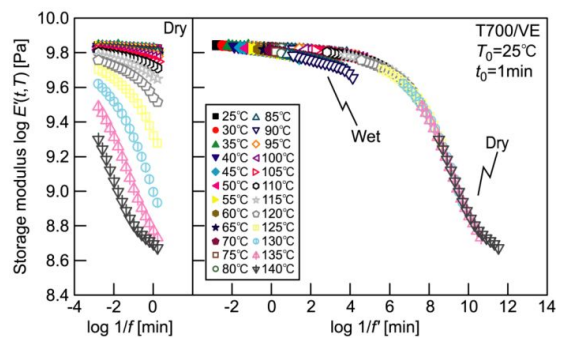 Dry
T700/VE
T0=25℃
t0=1min
Storage modulus log E'(t,T) [Pa]
10.0
9.8
9.6
9.4
9.2
9.0
8.8
8.6
8.4
25℃ 85℃
30℃ 90℃
35℃ 95℃
40℃ 100℃
45℃ 105℃
50℃ 110℃
55℃ 115℃
60℃ 120℃
65℃ 125℃
70℃ 130℃
75℃ 135℃
80℃ 140℃
Wet
Dry
-4 -2 0 2
-2 0 2 4 6 8 10 12 14
log 1/f [min]
log 1/f' [min]